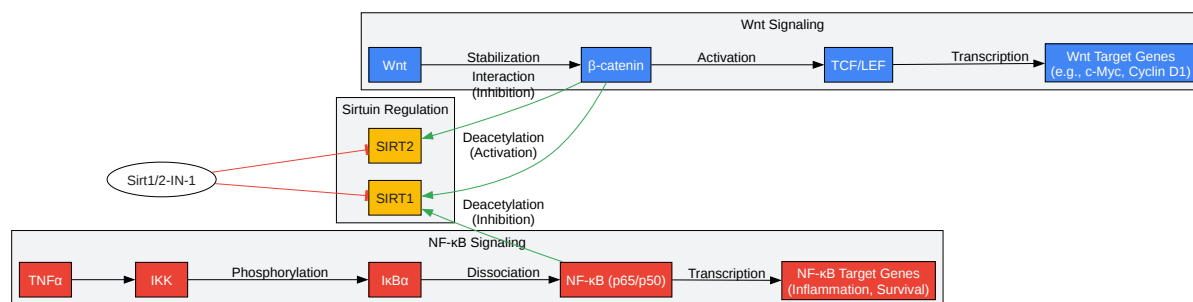 Wnt Signaling
Wnt
Stabilization
β-catenin
Activation
TCF/LEF
Transcription
Wnt Target Genes
(e.g., c-Myc, Cyclin D1)
Interaction
(Inhibition)
Sirtuin Regulation
SIRT2
Deacetylation
(Activation)
Sirt1/2-IN-1
SIRT1
Deacetylation
(Inhibition)
NF-κB Signaling
TNFα
IKK
Phosphorylation
IκBα
Dissociation
NF-κB (p65/p50)
Transcription
NF-κB Target Genes
(Inflammation, Survival)